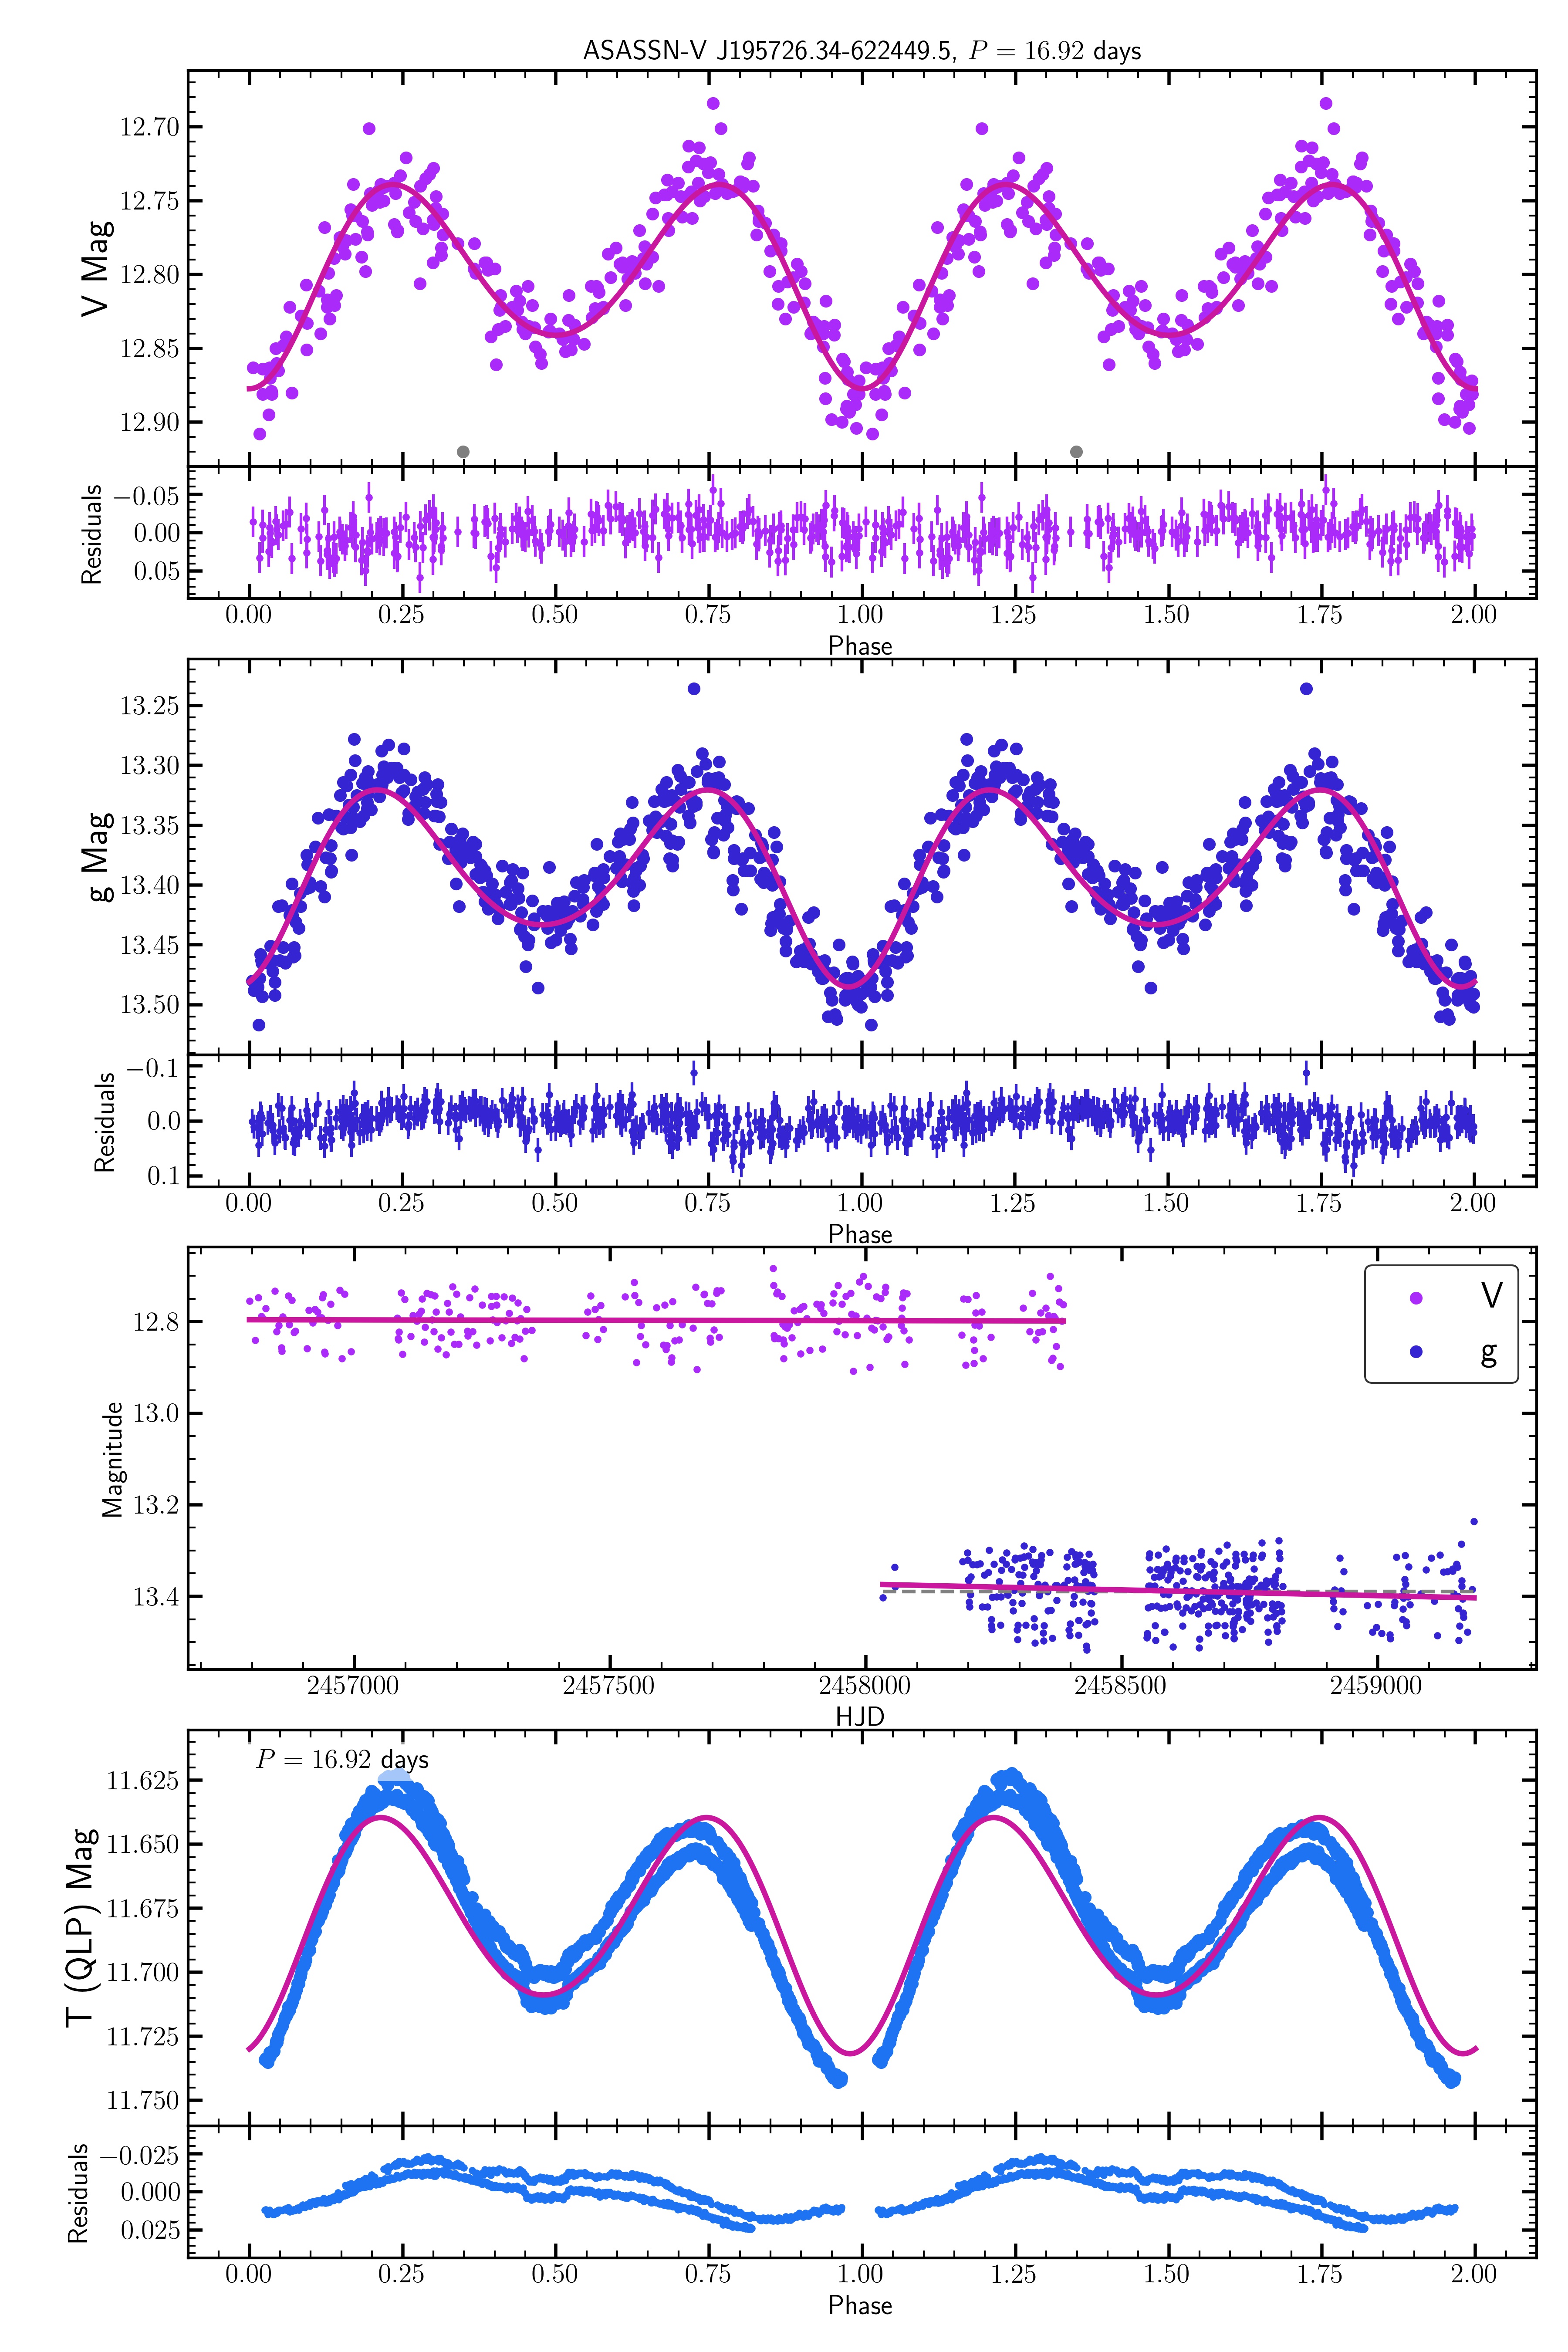 ASASSN-V J195726.34-622449.5, P = 16.92 days
V Mag
12.70
12.75
12.80
12.85
12.90
Residuals
−0.05
0.00
0.05
0.00 0.25 0.50 0.75 1.00 1.25 1.50 1.75 2.00
Phase
g Mag
13.25
13.30
13.35
13.40
13.45
13.50
Residuals
−0.1
0.0
0.1
0.00 0.25 0.50 0.75 1.00 1.25 1.50 1.75 2.00
Phase
Magnitude
12.8
13.0
13.2
13.4
V
g
2457000 2457500 2458000 2458500 2459000
HJD
P = 16.92 days
T (QLP) Mag
11.625
11.650
11.675
11.700
11.725
11.750
Residuals
−0.025
0.000
0.025
0.00 0.25 0.50 0.75 1.00 1.25 1.50 1.75 2.00
Phase